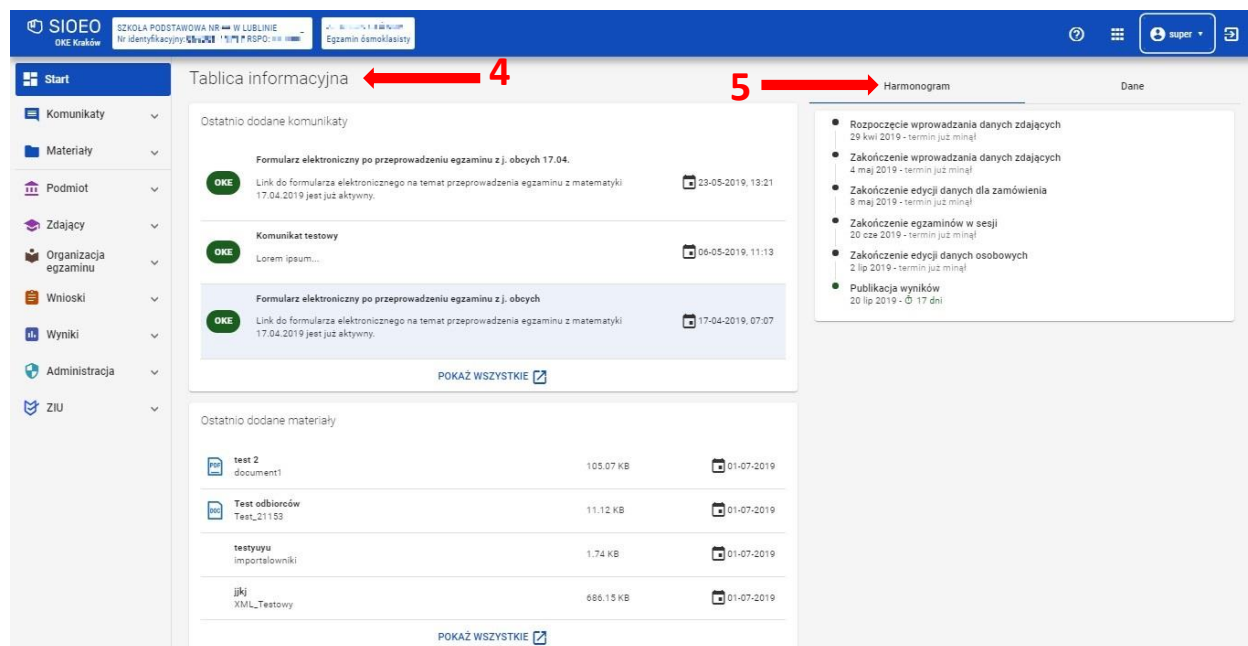 SIOEO
OKE Kraków
SZKOŁA PODSTAWOWA NR W LUBLINIE
Nr identyfikacyjny: RSPO:
Egzamin ósmoklasisty
super
Start
Komunikaty
Materiały
Podmiot
Zdający
Organizacja
egzaminu
Wnioski
Wyniki
Administracja
ZIU
Tablica informacyjna
4
Ostatnio dodane komunikaty
Formularz elektroniczny po przeprowadzeniu egzaminu z j. obcych 17.04.
OKE
Link do formularza elektronicznego na temat przeprowadzenia egzaminu z matematyki
17.04.2019 jest już aktywny.
23-05-2019, 13:21
Komunikat testowy
OKE
Lorem ipsum...
06-05-2019, 11:13
Formularz elektroniczny po przeprowadzeniu egzaminu z j. obcych
OKE
Link do formularza elektronicznego na temat przeprowadzenia egzaminu z matematyki
17.04.2019 jest już aktywny.
17-04-2019, 07:07
POKAŻ WSZYSTKIE
Ostatnio dodane materiały
PDF
test 2
document1
105.07 KB
01-07-2019
DOC
Test odbiorców
Test_21153
11.12 KB
01-07-2019
testyuyu
importslowniki
1.74 KB
01-07-2019
jjkj
XML_Testowy
686.15 KB
01-07-2019
POKAŻ WSZYSTKIE
5
Harmonogram
Dane
Rozpoczęcie wprowadzania danych zdających
29 kwi 2019 - termin już minął
Zakończenie wprowadzania danych zdających
4 maj 2019 - termin już minął
Zakończenie edycji danych dla zamówienia
8 maj 2019 - termin już minął
Zakończenie egzaminów w sesji
20 cze 2019 - termin już minął
Zakończenie edycji danych osobowych
2 lip 2019 - termin już minął
Publikacja wyników
20 lip 2019 - 17 dni